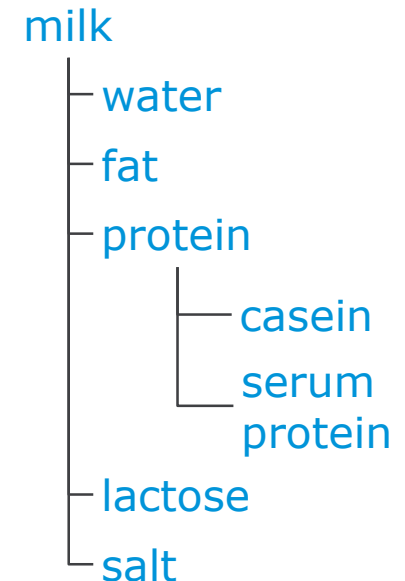 milk
water
fat
protein
casein
serum
protein
lactose
salt